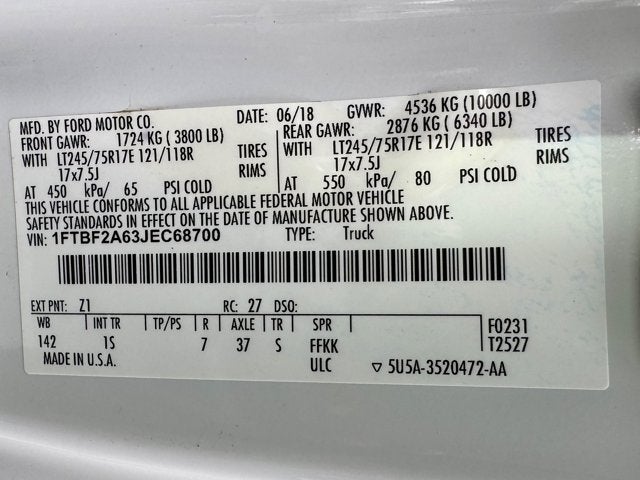 MFD. BY FORD MOTOR CO. DATE: 06/18 GVWR: 4536 KG (10000 LB)
FRONT GAWR: 1724 KG ( 3800 LB) REAR GAWR: 2876 KG ( 6340 LB)
WITH LT245/75R17E 121/118R TIRES WITH LT245/75R17E 121/118R TIRES
17x7.5J RIMS 17x7.5J RIMS
AT 450 kPa/ 65 PSI COLD AT 550 kPa/ 80 PSI COLD
THIS VEHICLE CONFORMS TO ALL APPLICABLE FEDERAL MOTOR VEHICLE
SAFETY STANDARDS IN EFFECT ON THE DATE OF MANUFACTURE SHOWN ABOVE.
VIN: 1FTBF2A63JEC68700 TYPE: Truck
EXT PNT: Z1 RC: 27 DSO:
WB INT TR TP/PS R AXLE TR SPR F0231
142 1S 7 37 S FFKK T2527
MADE IN U.S.A. ULC ▽ 5U5A-3520472-AA